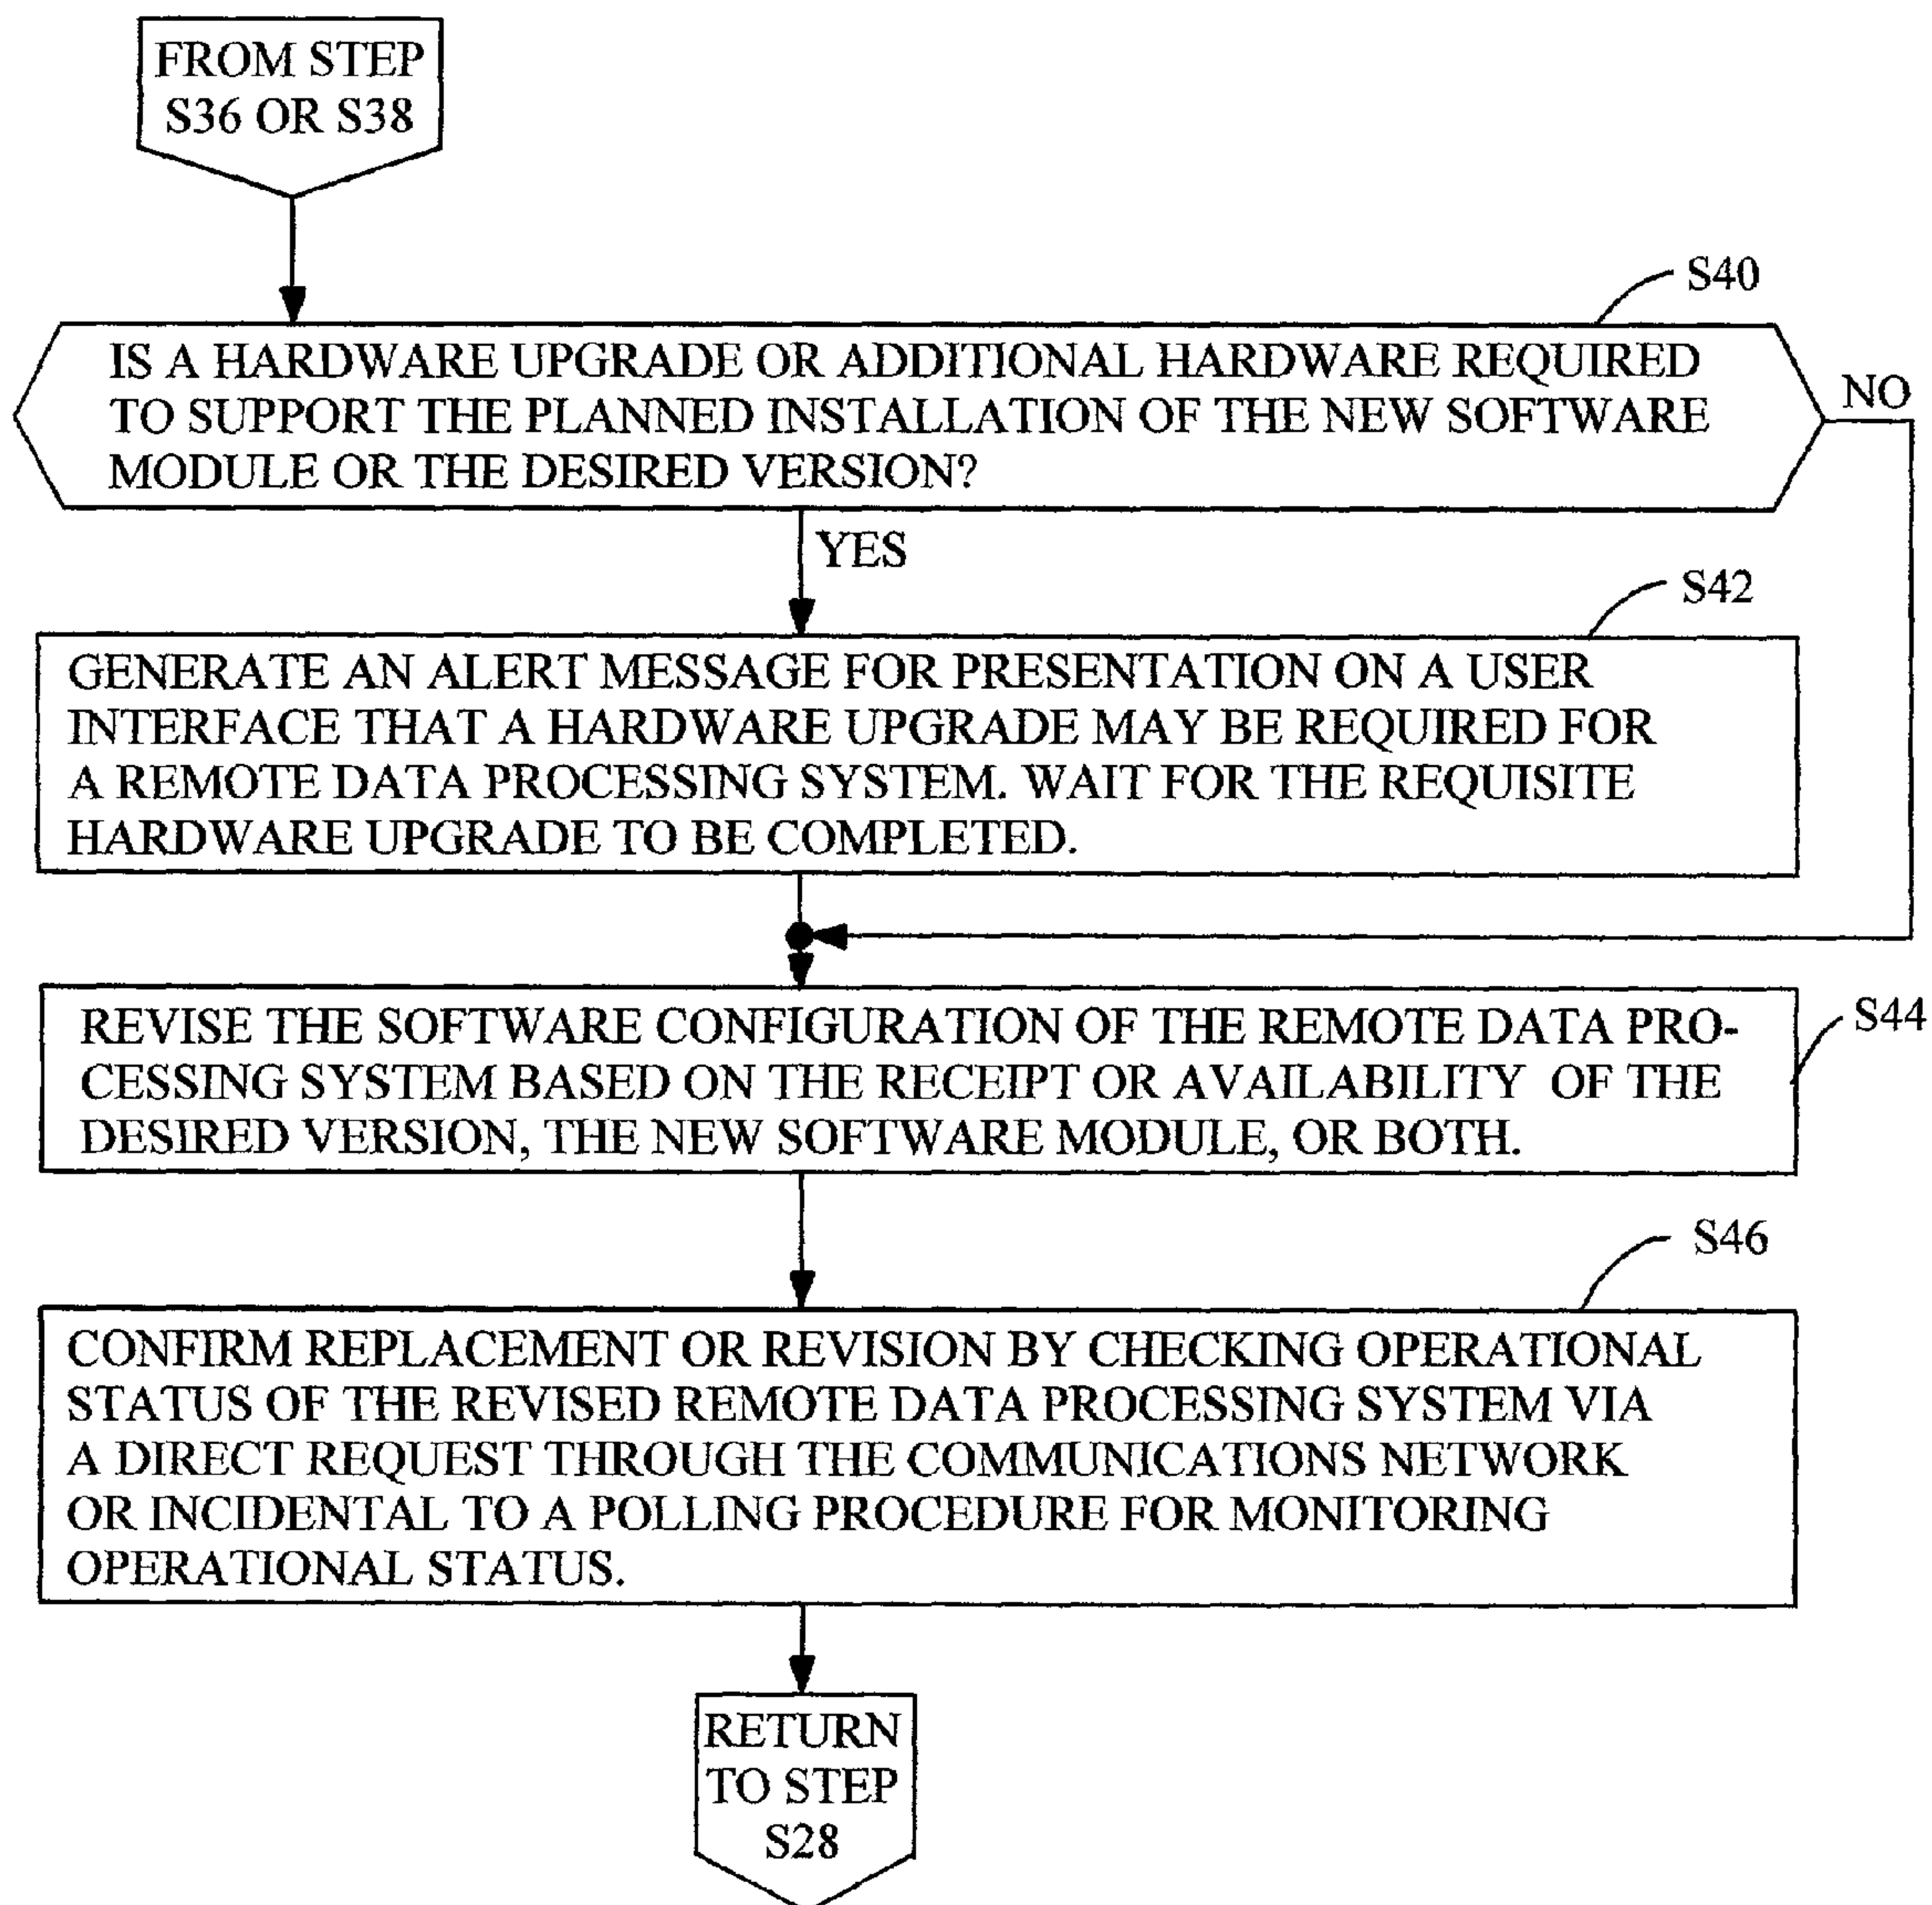 FROM STEP
S36 OR S38
S40
IS A HARDWARE UPGRADE OR ADDITIONAL HARDWARE REQUIRED
TO SUPPORT THE PLANNED INSTALLATION OF THE NEW SOFTWARE
MODULE OR THE DESIRED VERSION?
NO
YES
S42
GENERATE AN ALERT MESSAGE FOR PRESENTATION ON A USER
INTERFACE THAT A HARDWARE UPGRADE MAY BE REQUIRED FOR
A REMOTE DATA PROCESSING SYSTEM. WAIT FOR THE REQUISITE
HARDWARE UPGRADE TO BE COMPLETED.
REVISE THE SOFTWARE CONFIGURATION OF THE REMOTE DATA PRO-
CESSING SYSTEM BASED ON THE RECEIPT OR AVAILABILITY OF THE
DESIRED VERSION, THE NEW SOFTWARE MODULE, OR BOTH.
S44
S46
CONFIRM REPLACEMENT OR REVISION BY CHECKING OPERATIONAL
STATUS OF THE REVISED REMOTE DATA PROCESSING SYSTEM VIA
A DIRECT REQUEST THROUGH THE COMMUNICATIONS NETWORK
OR INCIDENTAL TO A POLLING PROCEDURE FOR MONITORING
OPERATIONAL STATUS.
RETURN
TO STEP
S28